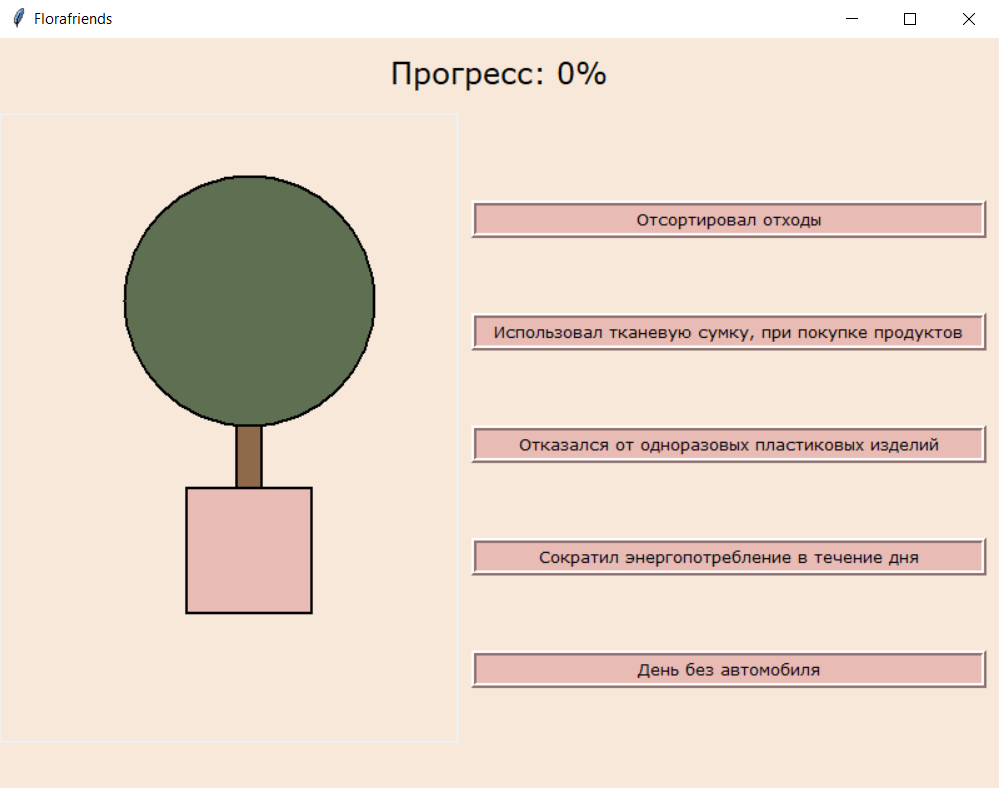 Florafriends
Прогресс: 0%
Отсортировал отходы
Использовал тканевую сумку, при покупке продуктов
Отказался от одноразовых пластиковых изделий
Сократил энергопотребление в течение дня
День без автомобиля